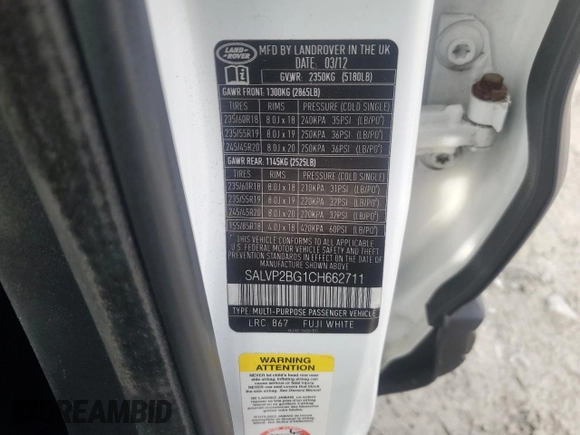 LAND-ROVER
MFD BY LANDROVER IN THE UK
DATE: 03/12
GVWR: 2350KG (5180LB)
GAWR FRONT: 1300KG (2865LB)
TIRES RIMS PRESSURE (COLD SINGLE)
235/60R18 8.0J x 18 240KPA 35PSI (LB/PO²)
235/55R19 8.0J x 19 250KPA 36PSI (LB/PO²)
245/45R20 8.0J x 20 250KPA 36PSI (LB/PO²)
GAWR REAR: 1145KG (2525LB)
TIRES RIMS PRESSURE (COLD SINGLE)
235/60R18 8.0J x 18 210KPA 31PSI (LB/PO²)
235/55R19 8.0J x 19 220KPA 32PSI (LB/PO²)
245/45R20 8.0J x 20 220KPA 32PSI (LB/PO²)
155/85R18 4.0J x 18 420KPA 60PSI (LB/PO²)
THIS VEHICLE CONFORMS TO ALL APPLICABLE
U.S. FEDERAL MOTOR VEHICLE SAFETY AND THEFT
PREVENTION STANDARDS IN EFFECT ON THE DATE
OF MANUFACTURE SHOWN ABOVE.
SALVP2BG1CH662711
TYPE: MULTI-PURPOSE PASSENGER VEHICLE
LRC. 867 FUJI WHITE
WARNING
ATTENTION
REAMBID